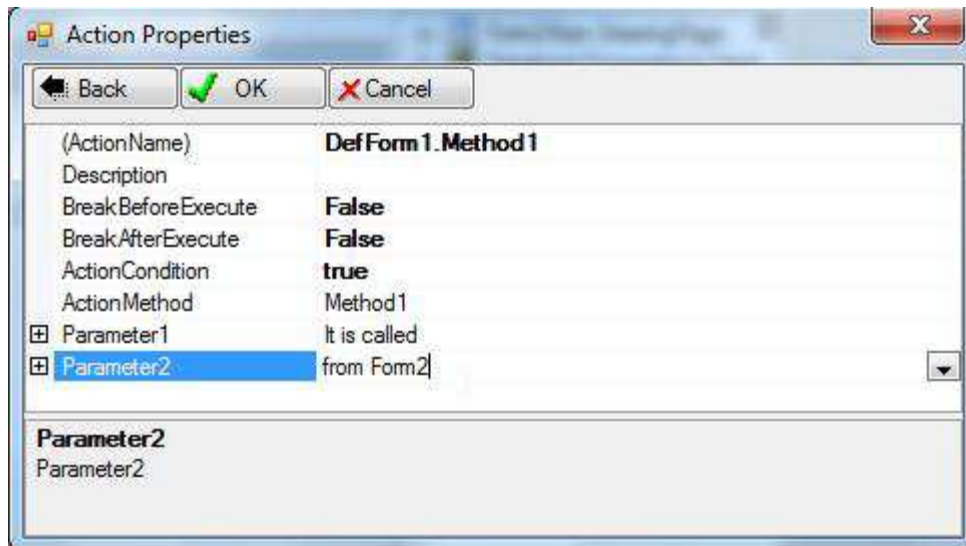 Action Properties
Back OK Cancel
(ActionName) DefForm1.Method1
Description
BreakBeforeExecute False
BreakAfterExecute False
ActionCondition true
ActionMethod Method1
Parameter1 It is called
Parameter2 from Form2
Parameter2
Parameter2